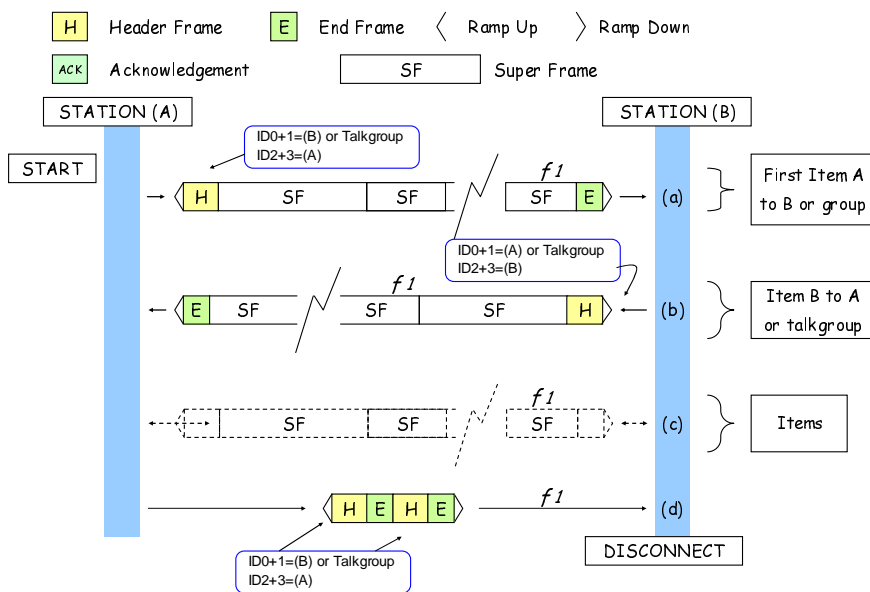 H Header Frame E End Frame Ramp Up Ramp Down
ACK Acknowledgement SF Super Frame
STATION (A) STATION (B)
START
ID0+1=(B) or Talkgroup
ID2+3=(A)
f1
H SF SF SF E (a)
First Item A
to B or group
ID0+1=(A) or Talkgroup
ID2+3=(B)
f1
E SF SF SF H (b)
Item B to A
or talkgroup
f1
SF SF SF (c)
Items
f1
H E H E (d)
ID0+1=(B) or Talkgroup
ID2+3=(A)
DISCONNECT